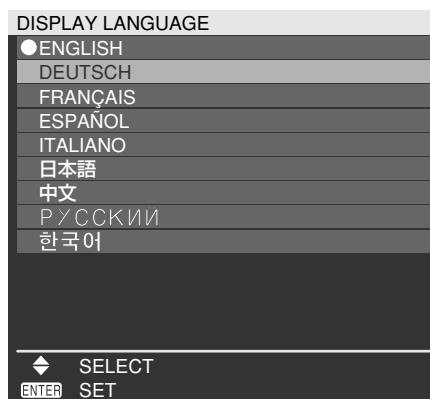 DISPLAY LANGUAGE
ENGLISH
DEUTSCH
FRANÇAIS
ESPAÑOL
ITALIANO
日本語
中文
РУССКИИ
한국어
SELECT
ENTER SET